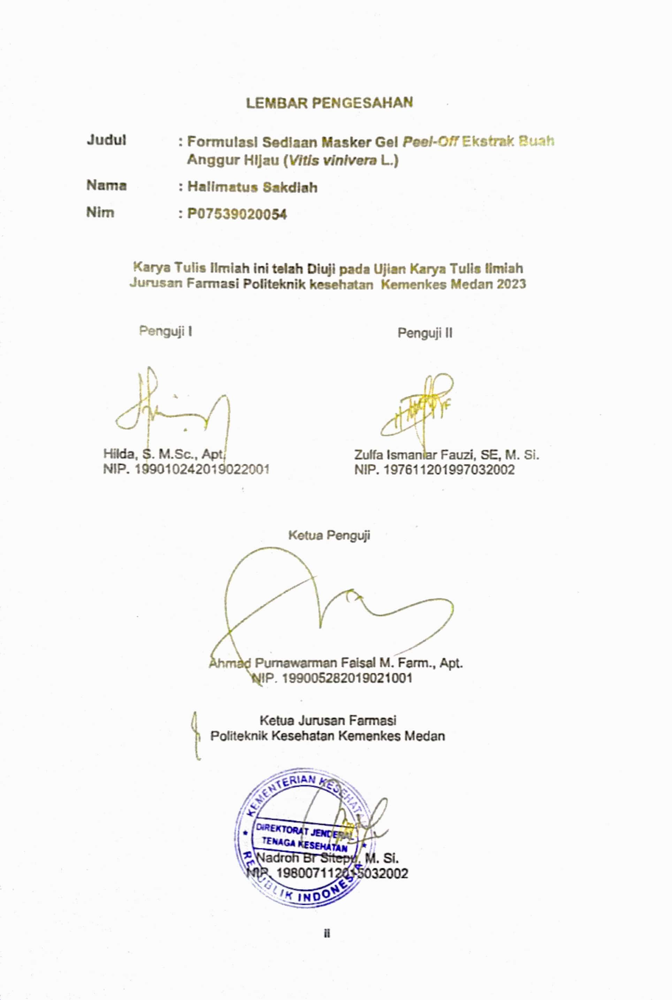 LEMBAR PENGESAHAN
Judul : Formulasi Sediaan Masker Gel Peel-Off Ekstrak Buah
Anggur Hijau (Vitis vinivera L.)
Nama : Halimatus Sakdiah
Nim : P07539020054
Karya Tulis Ilmiah ini telah Diuji pada Ujian Karya Tulis Ilmiah
Jurusan Farmasi Politeknik kesehatan Kemenkes Medan 2023
Penguji I
Penguji II
Hilda, S. M.Sc., Apt.
NIP. 199010242019022001
Zulfa Ismaniar Fauzi, SE, M. Si.
NIP. 197611201997032002
Ketua Penguji
Ahmad Purnawarman Faisal M. Farm., Apt.
NIP. 199005282019021001
Ketua Jurusan Farmasi
Politeknik Kesehatan Kemenkes Medan
KEMENTERIAN KESEHATAN
DIREKTORAT JENDERAL
TENAGA KESEHATAN
REPUBLIK INDONESIA
Nadroh Br Sitepu, M. Si.
NIP. 198007112015032002
ii